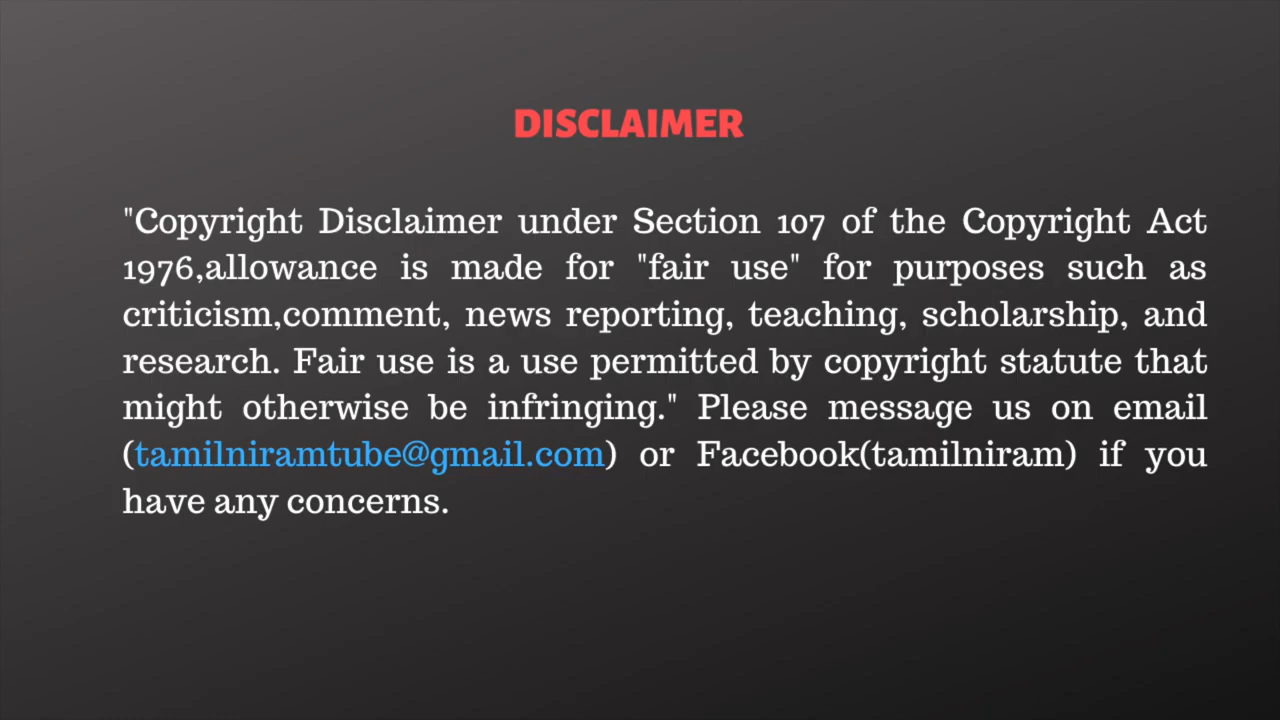 DISCLAIMER
"Copyright Disclaimer under Section 107 of the Copyright Act
1976,allowance is made for "fair use" for purposes such as
criticism,comment, news reporting, teaching, scholarship, and
research. Fair use is a use permitted by copyright statute that
might otherwise be infringing." Please message us on email
(tamilniramtube@gmail.com) or Facebook(tamilniram) if you
have any concerns.